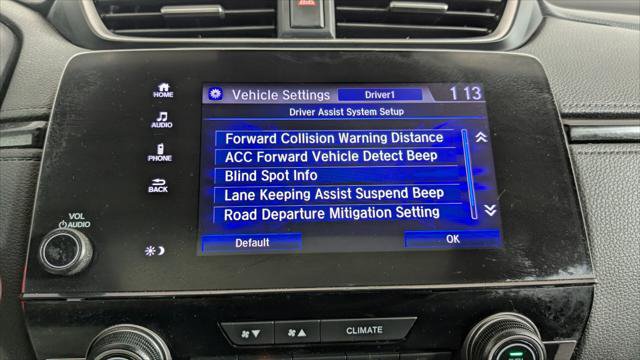 Vehicle Settings Driver1 1 13
Driver Assist System Setup
HOME
AUDIO
PHONE
BACK
Forward Collision Warning Distance
ACC Forward Vehicle Detect Beep
Blind Spot Info
Lane Keeping Assist Suspend Beep
Road Departure Mitigation Setting
Default OK
VOL
AUDIO
CLIMATE